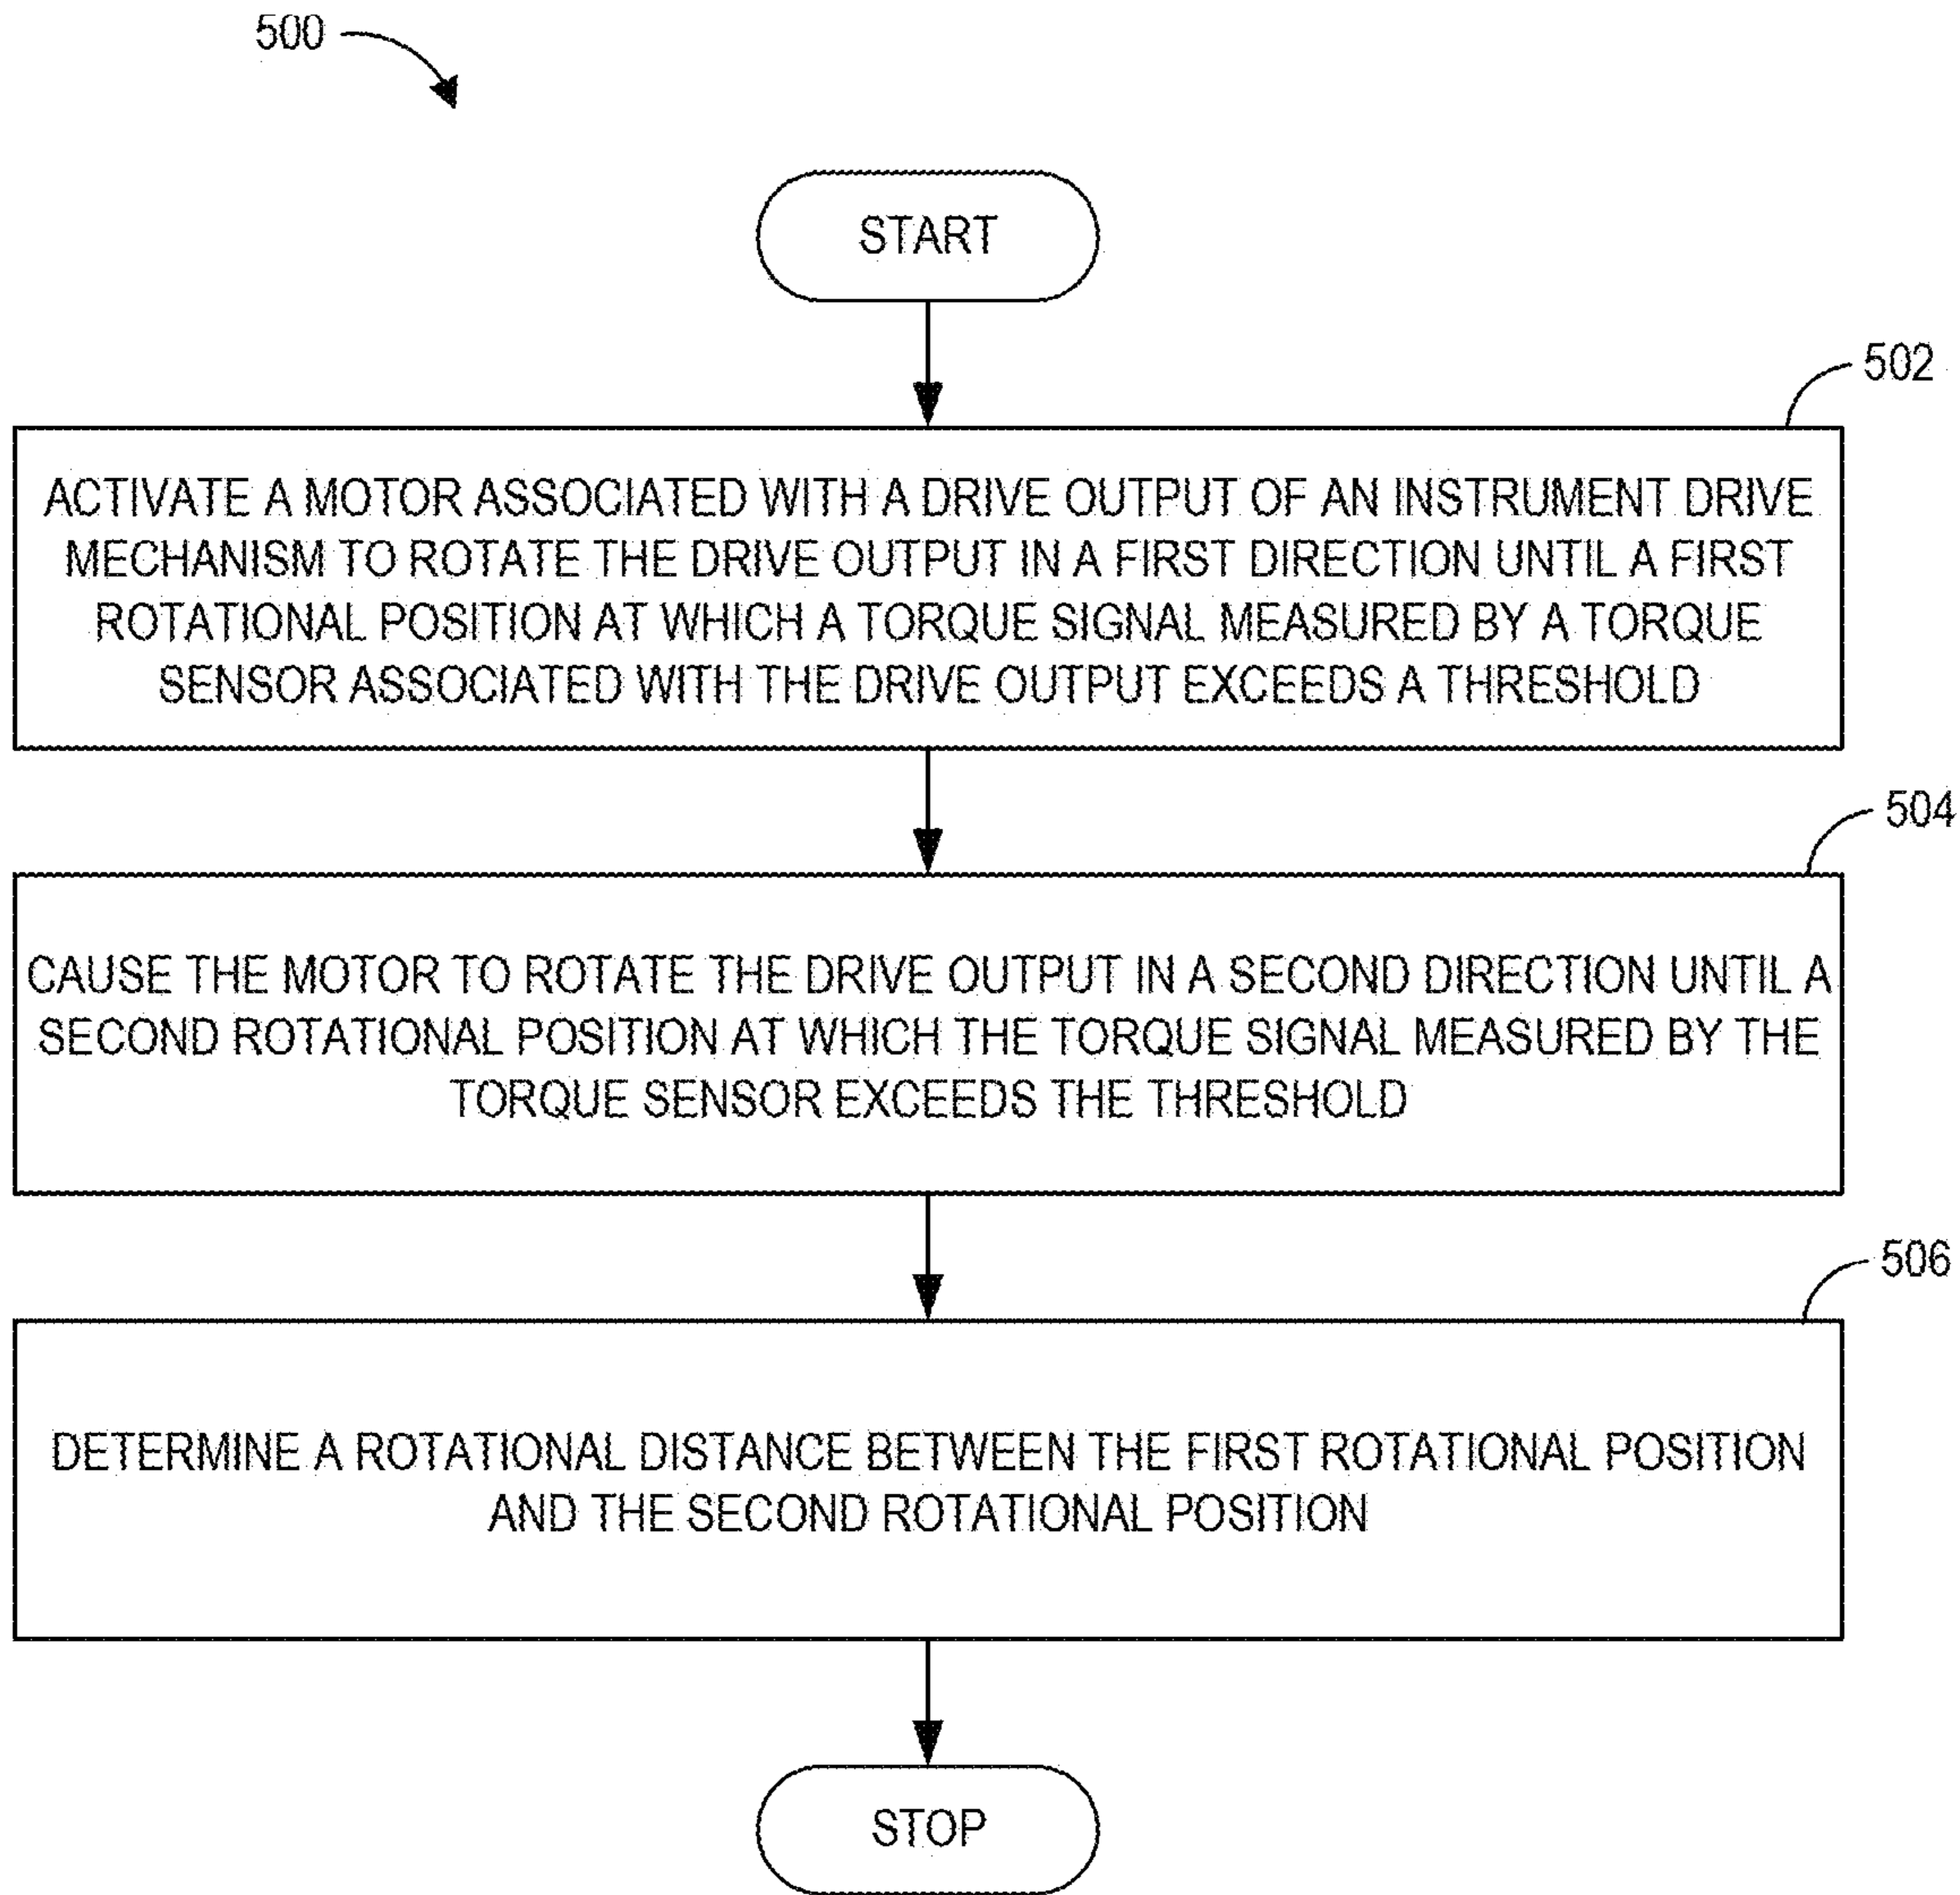 500
START
502
ACTIVATE A MOTOR ASSOCIATED WITH A DRIVE OUTPUT OF AN INSTRUMENT DRIVE
MECHANISM TO ROTATE THE DRIVE OUTPUT IN A FIRST DIRECTION UNTIL A FIRST
ROTATIONAL POSITION AT WHICH A TORQUE SIGNAL MEASURED BY A TORQUE
SENSOR ASSOCIATED WITH THE DRIVE OUTPUT EXCEEDS A THRESHOLD
504
CAUSE THE MOTOR TO ROTATE THE DRIVE OUTPUT IN A SECOND DIRECTION UNTIL A
SECOND ROTATIONAL POSITION AT WHICH THE TORQUE SIGNAL MEASURED BY THE
TORQUE SENSOR EXCEEDS THE THRESHOLD
506
DETERMINE A ROTATIONAL DISTANCE BETWEEN THE FIRST ROTATIONAL POSITION
AND THE SECOND ROTATIONAL POSITION
STOP